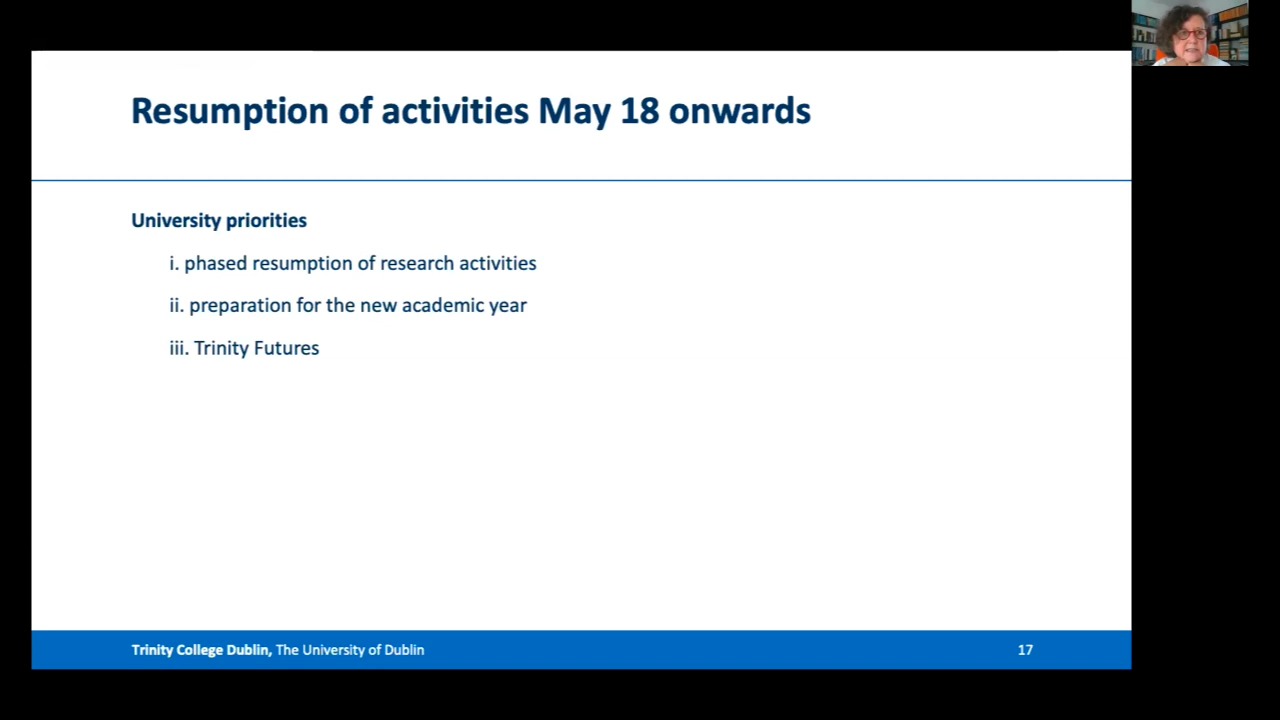 Resumption of activities May 18 onwards
University priorities
i. phased resumption of research activities
ii. preparation for the new academic year
iii. Trinity Futures
Trinity College Dublin, The University of Dublin
17